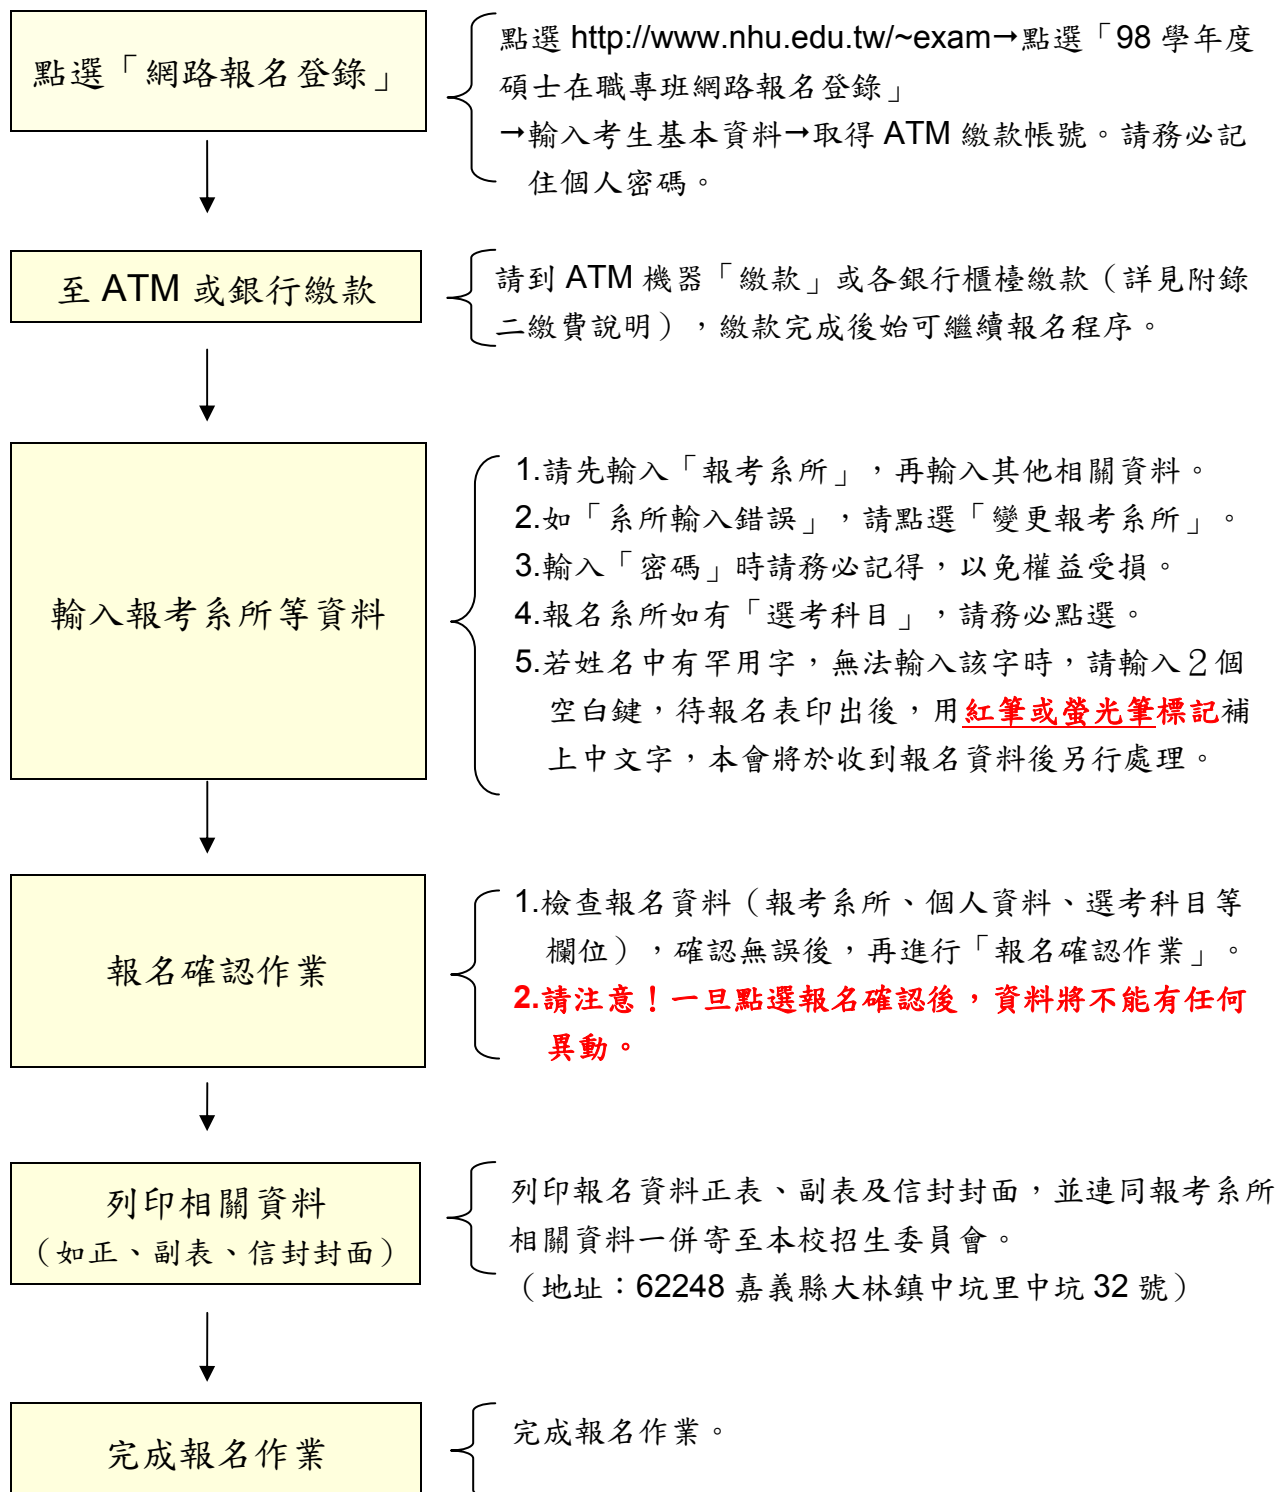 點選「網路報名登錄」
點選 http://www.nhu.edu.tw/~exam→點選「98 學年度
碩士在職專班網路報名登錄」
→輸入考生基本資料→取得 ATM 繳款帳號。請務必記
住個人密碼。
至 ATM 或銀行繳款
請到 ATM 機器「繳款」或各銀行櫃檯繳款（詳見附錄
二繳費說明），繳款完成後始可繼續報名程序。
輸入報考系所等資料
1.請先輸入「報考系所」，再輸入其他相關資料。
2.如「系所輸入錯誤」，請點選「變更報考系所」。
3.輸入「密碼」時請務必記得，以免權益受損。
4.報名系所如有「選考科目」，請務必點選。
5.若姓名中有罕用字，無法輸入該字時，請輸入２個
空白鍵，待報名表印出後，用紅筆或螢光筆標記補
上中文字，本會將於收到報名資料後另行處理。
報名確認作業
1.檢查報名資料（報考系所、個人資料、選考科目等
欄位），確認無誤後，再進行「報名確認作業」。
2.請注意！一旦點選報名確認後，資料將不能有任何
異動。
列印相關資料
（如正、副表、信封封面）
列印報名資料正表、副表及信封封面，並連同報考系所
相關資料一併寄至本校招生委員會。
（地址：62248 嘉義縣大林鎮中坑里中坑 32 號）
完成報名作業
完成報名作業。